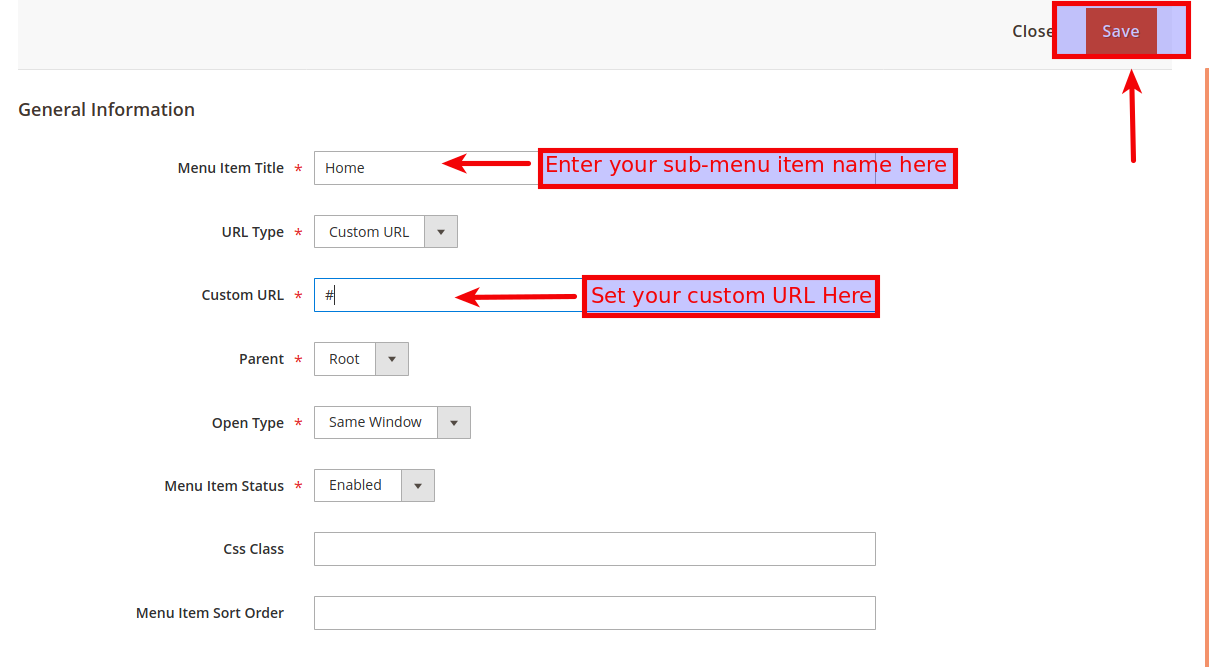 Close Save
General Information
Menu Item Title * Home Enter your sub-menu item name here
URL Type * Custom URL
Custom URL * # Set your custom URL Here
Parent * Root
Open Type * Same Window
Menu Item Status * Enabled
Css Class
Menu Item Sort Order